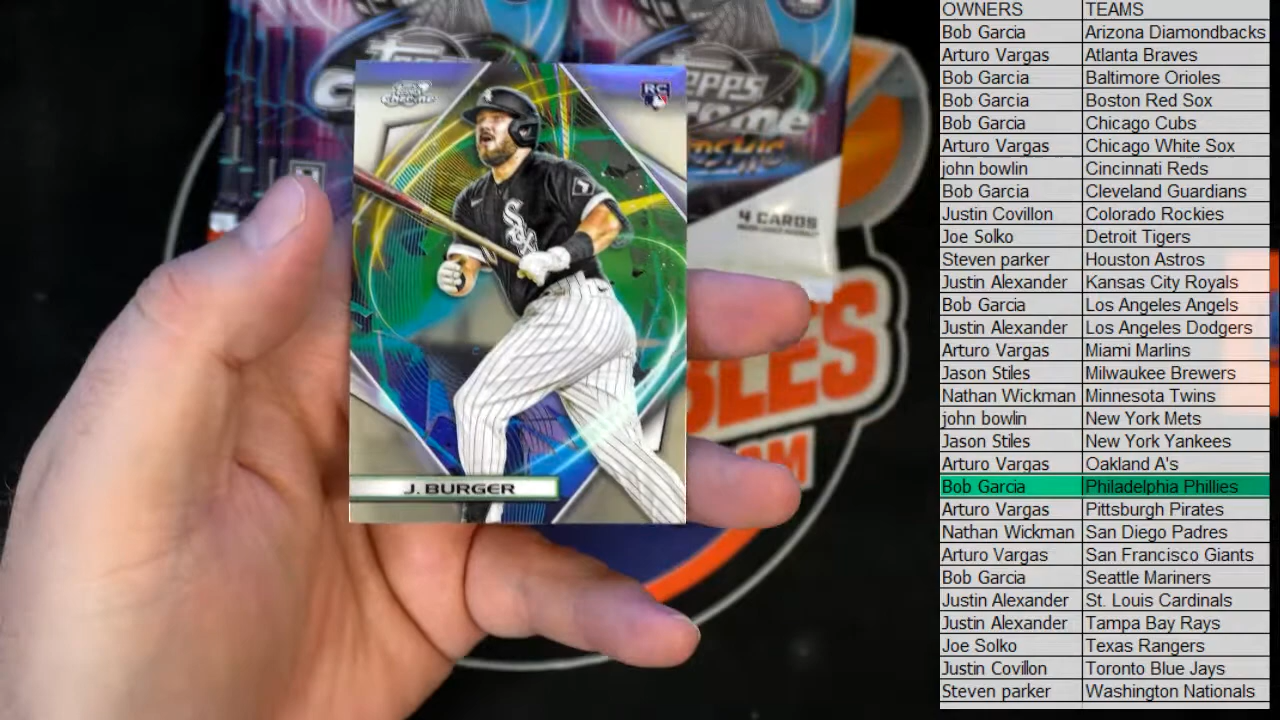 Topps
Chrome
RC
Sox
J. BURGER
TOPPS
4 CARDS
OWNERS TEAMS
Bob Garcia Arizona Diamondbacks
Arturo Vargas Atlanta Braves
Bob Garcia Baltimore Orioles
Bob Garcia Boston Red Sox
Bob Garcia Chicago Cubs
Arturo Vargas Chicago White Sox
john bowlin Cincinnati Reds
Bob Garcia Cleveland Guardians
Justin Covillon Colorado Rockies
Joe Solko Detroit Tigers
Steven parker Houston Astros
Justin Alexander Kansas City Royals
Bob Garcia Los Angeles Angels
Justin Alexander Los Angeles Dodgers
Arturo Vargas Miami Marlins
Jason Stiles Milwaukee Brewers
Nathan Wickman Minnesota Twins
john bowlin New York Mets
Jason Stiles New York Yankees
Arturo Vargas Oakland A's
Bob Garcia Philadelphia Phillies
Arturo Vargas Pittsburgh Pirates
Nathan Wickman San Diego Padres
Arturo Vargas San Francisco Giants
Bob Garcia Seattle Mariners
Justin Alexander St. Louis Cardinals
Justin Alexander Tampa Bay Rays
Joe Solko Texas Rangers
Justin Covillon Toronto Blue Jays
Steven parker Washington Nationals